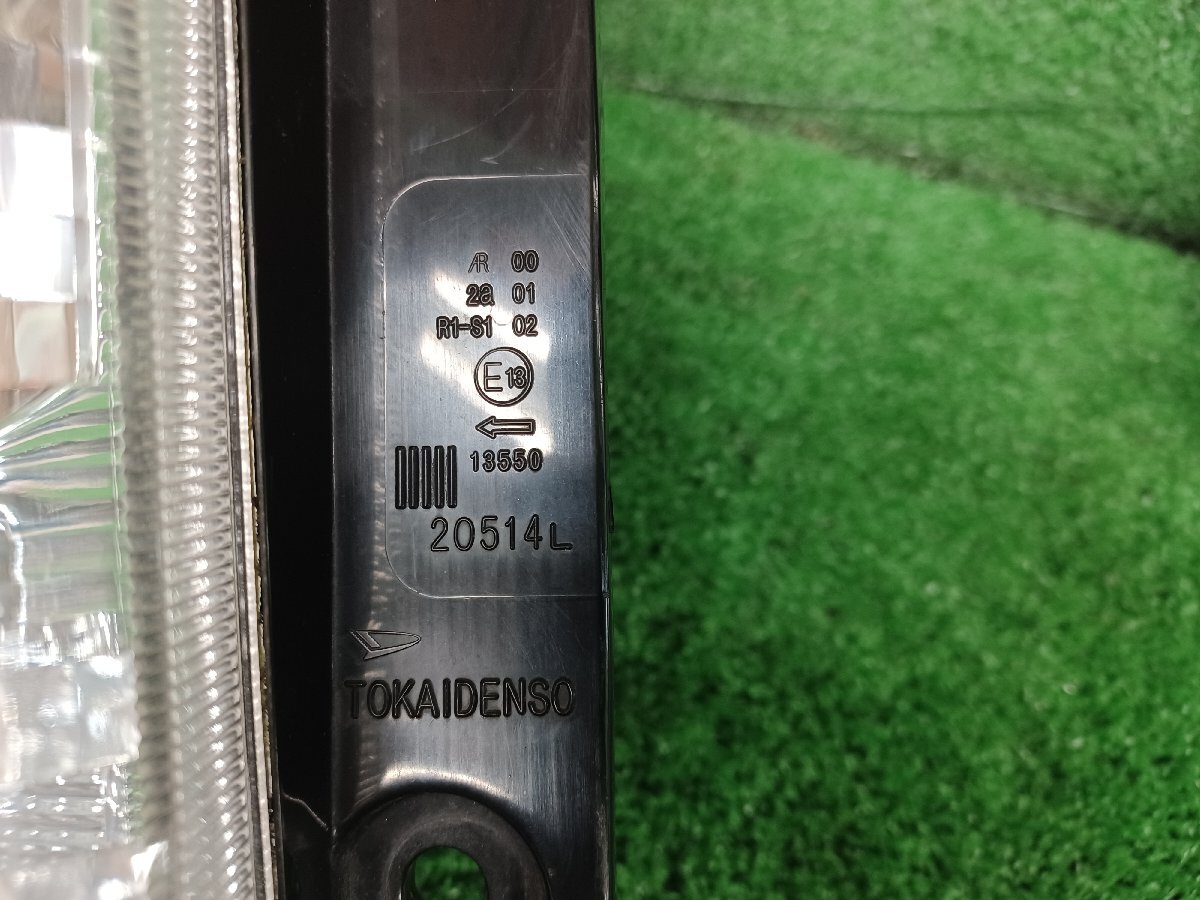 AR 00
2a 01
R1-S1 02
E13
13550
20514L
TOKAIDENSO